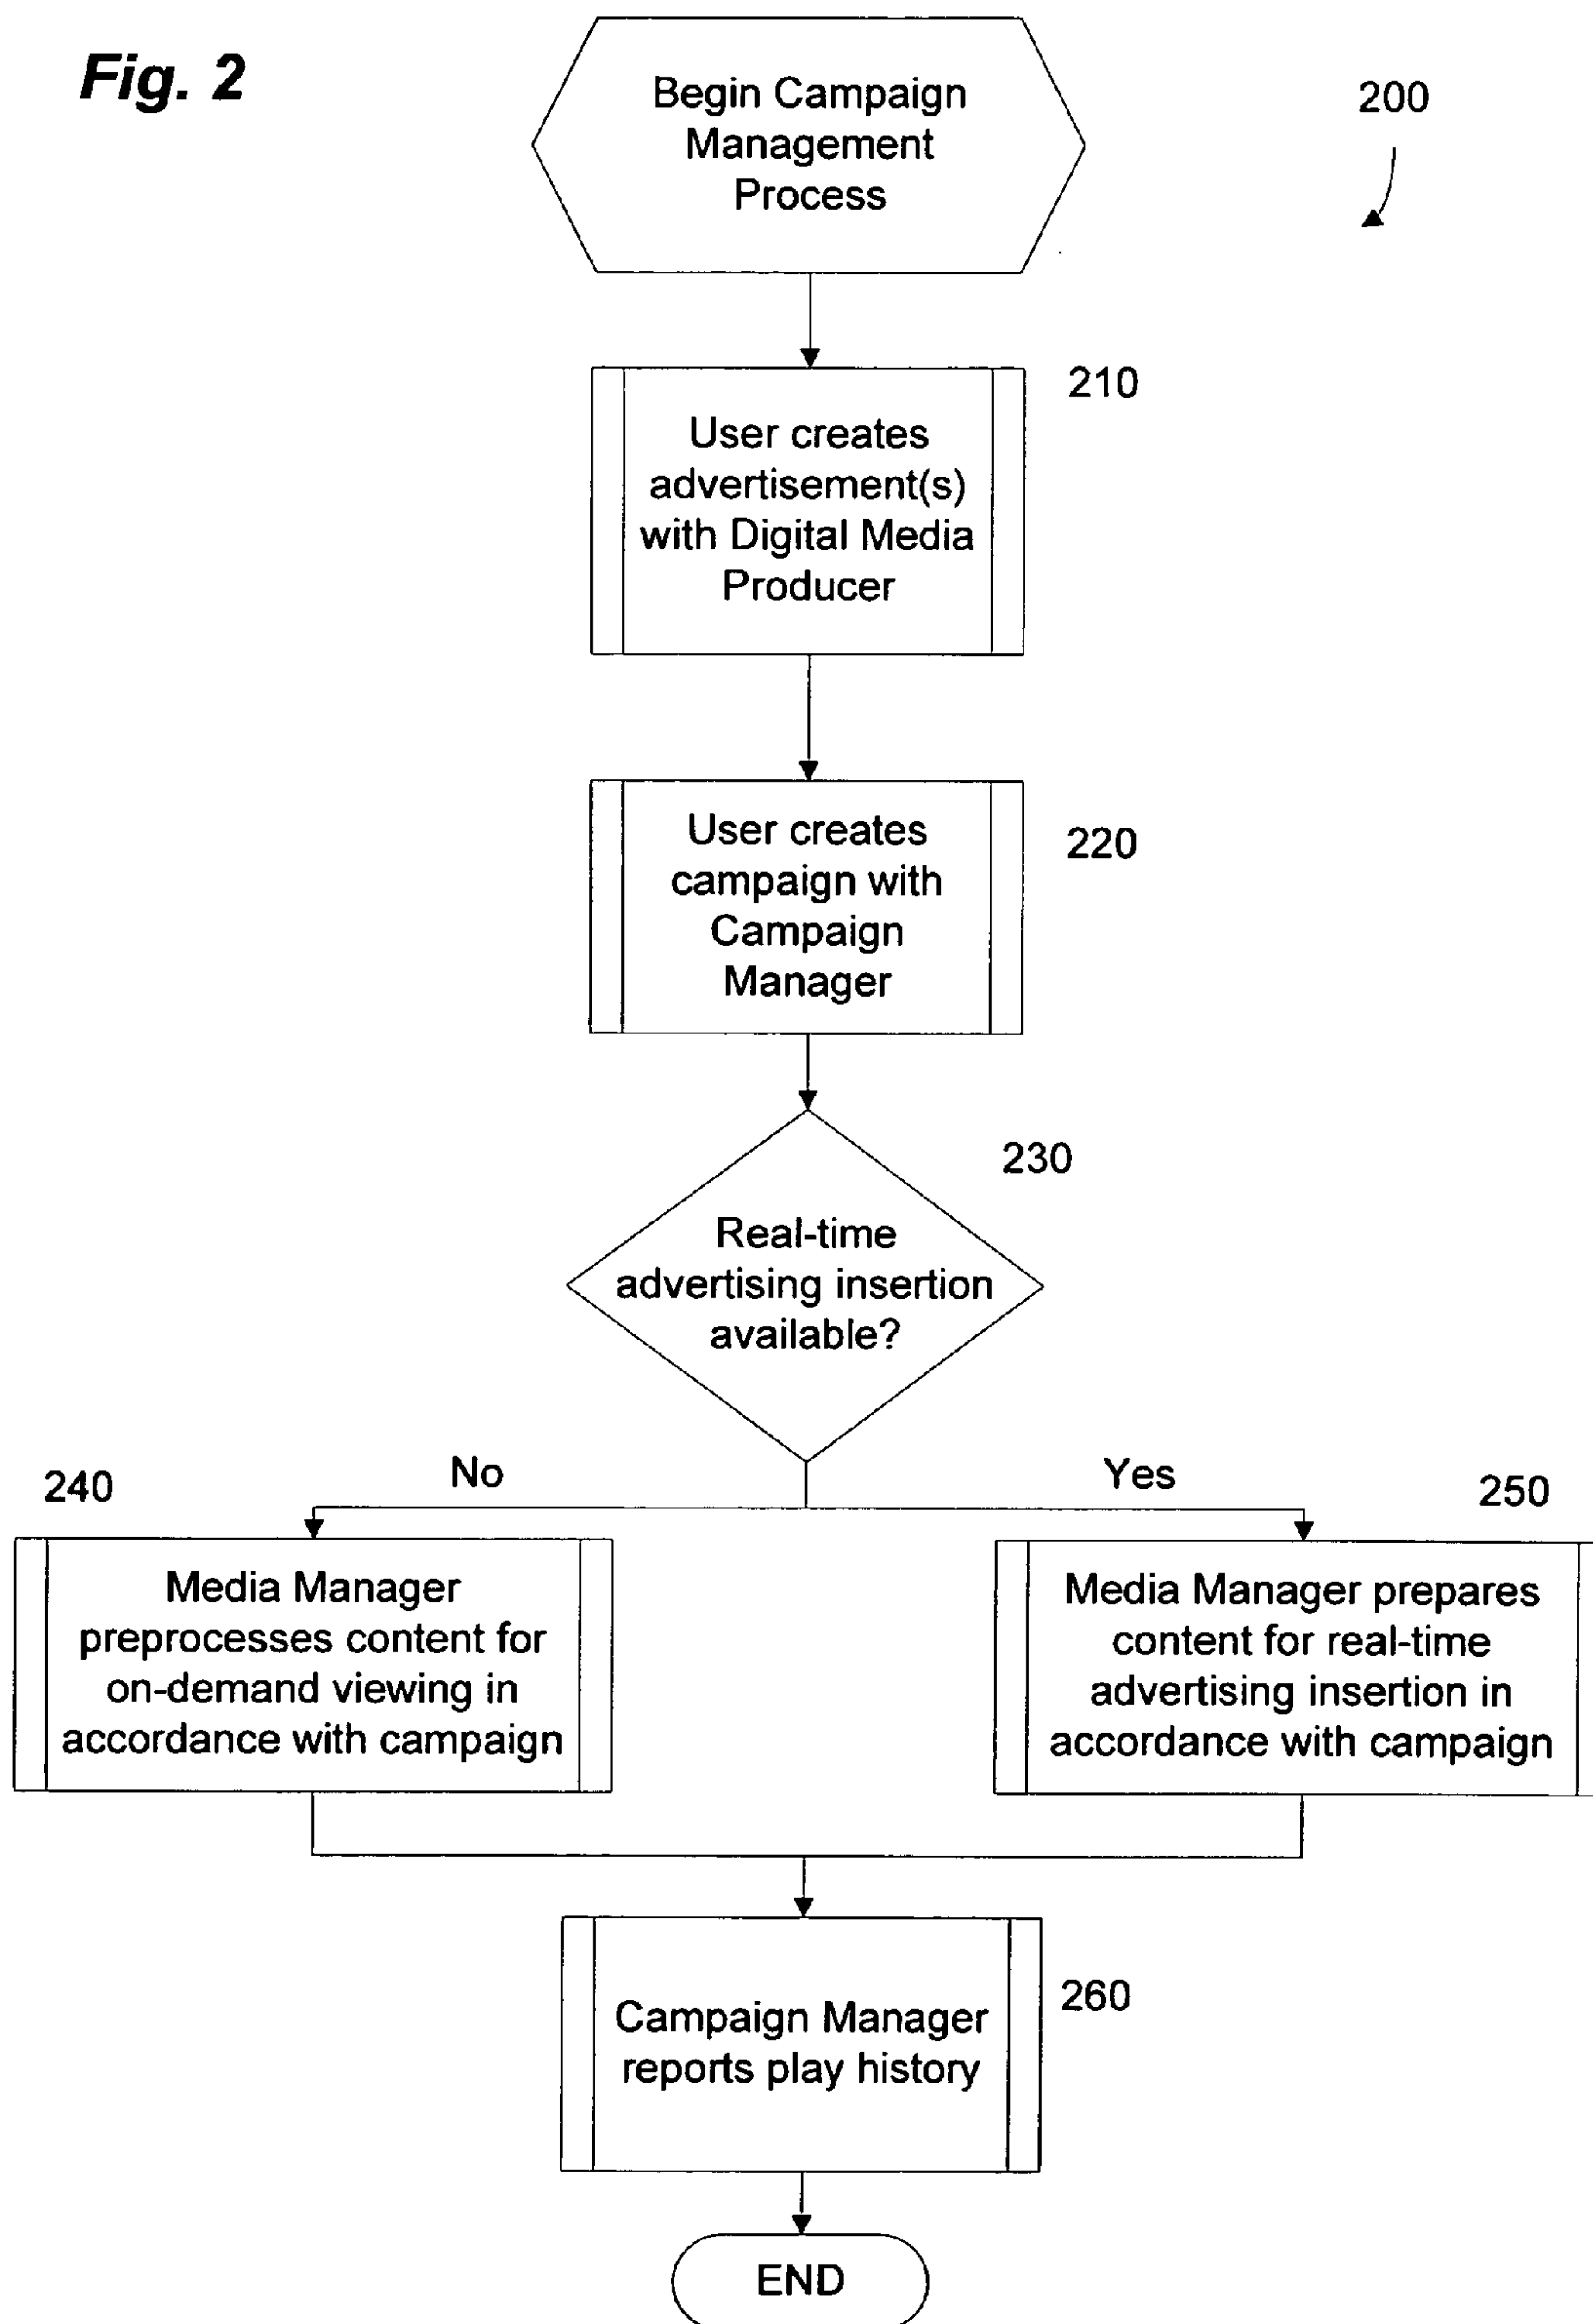 Fig. 2
Begin Campaign
Management
Process
200
210
User creates
advertisement(s)
with Digital Media
Producer
220
User creates
campaign with
Campaign
Manager
230
Real-time
advertising insertion
available?
No
Yes
240
250
Media Manager
preprocesses content for
on-demand viewing in
accordance with campaign
Media Manager prepares
content for real-time
advertising insertion in
accordance with campaign
260
Campaign Manager
reports play history
END